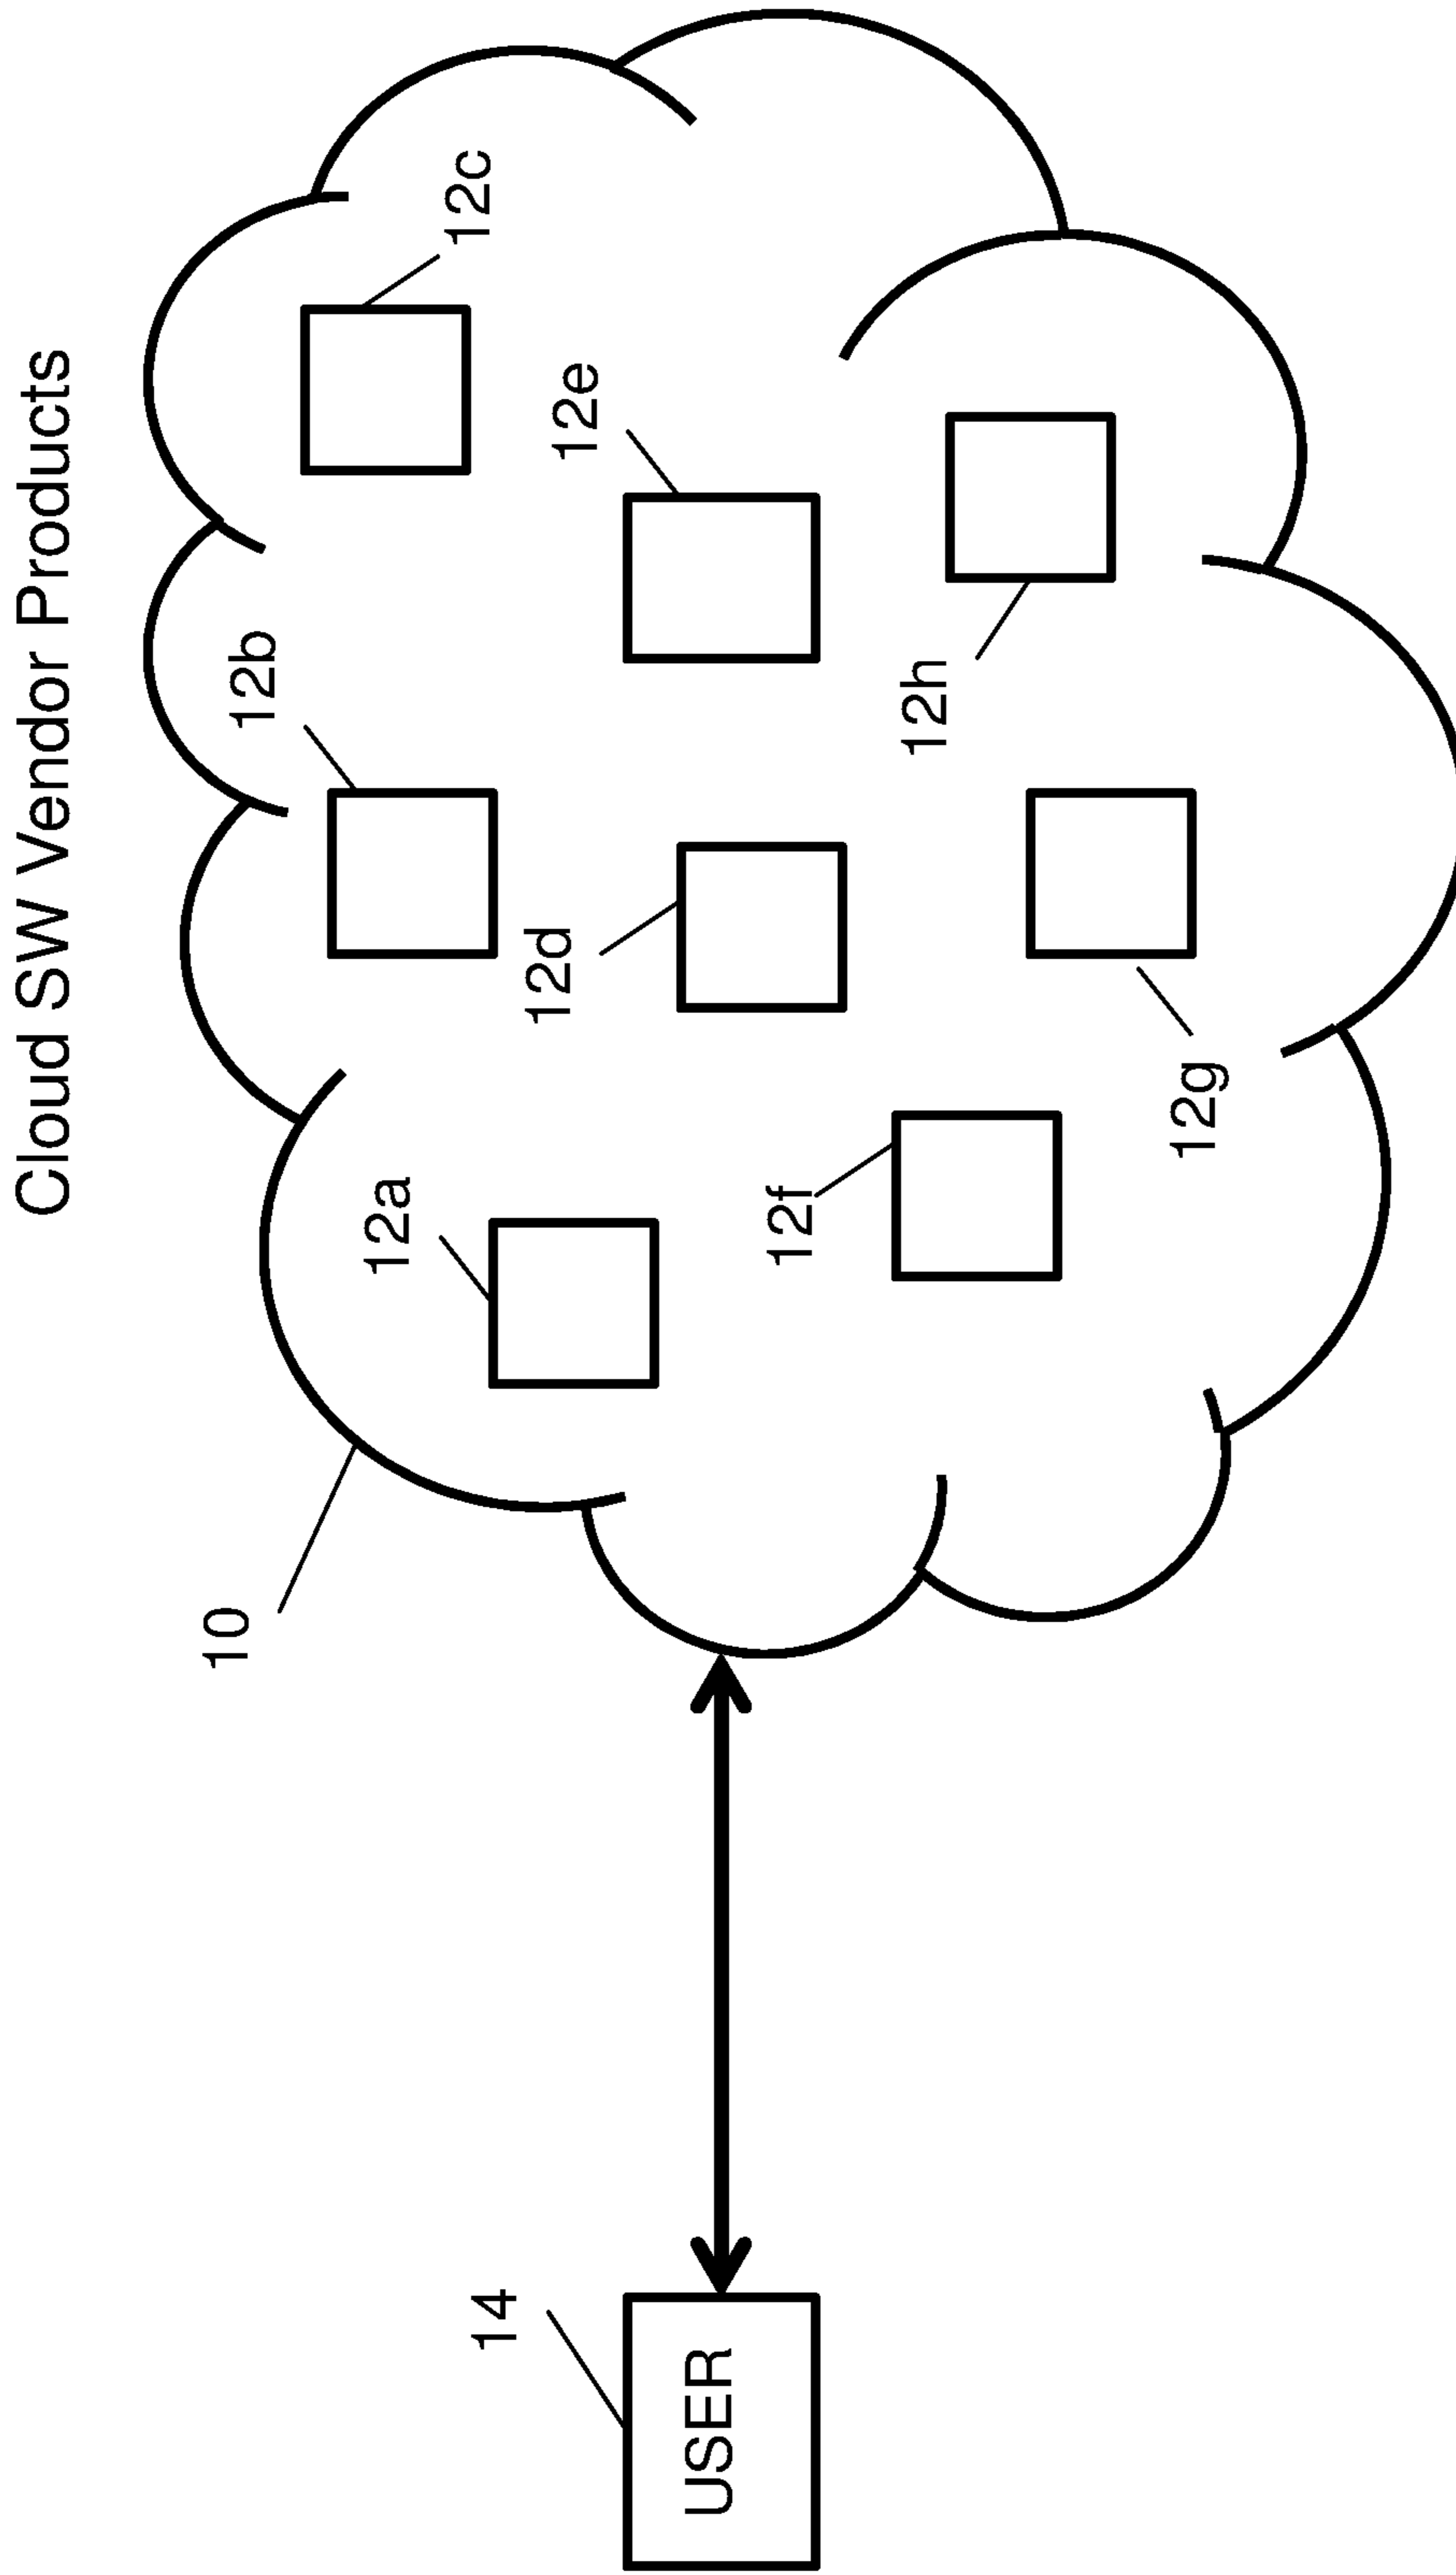 Cloud SW Vendor Products
10
12a
12b
12c
12d
12e
12f
12g
12h
14
USER